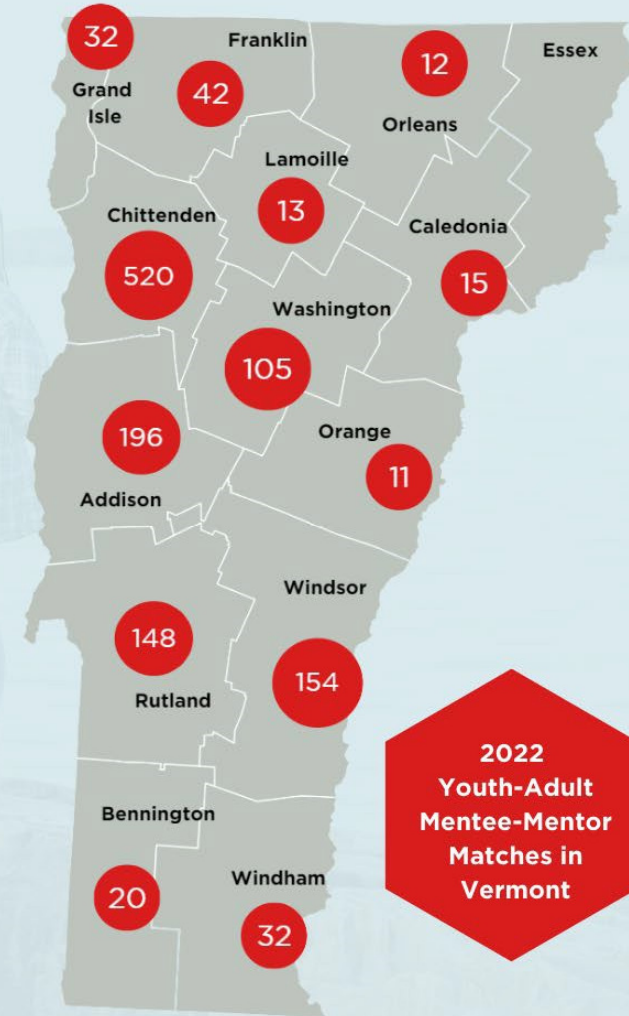 32
Grand
Isle
Franklin
42
12
Orleans
Essex
Lamoille
13
Chittenden
520
Caledonia
15
Washington
105
196
Addison
Orange
11
Windsor
154
148
Rutland
2022
Youth-Adult
Mentee-Mentor
Matches in
Vermont
Bennington
20
Windham
32